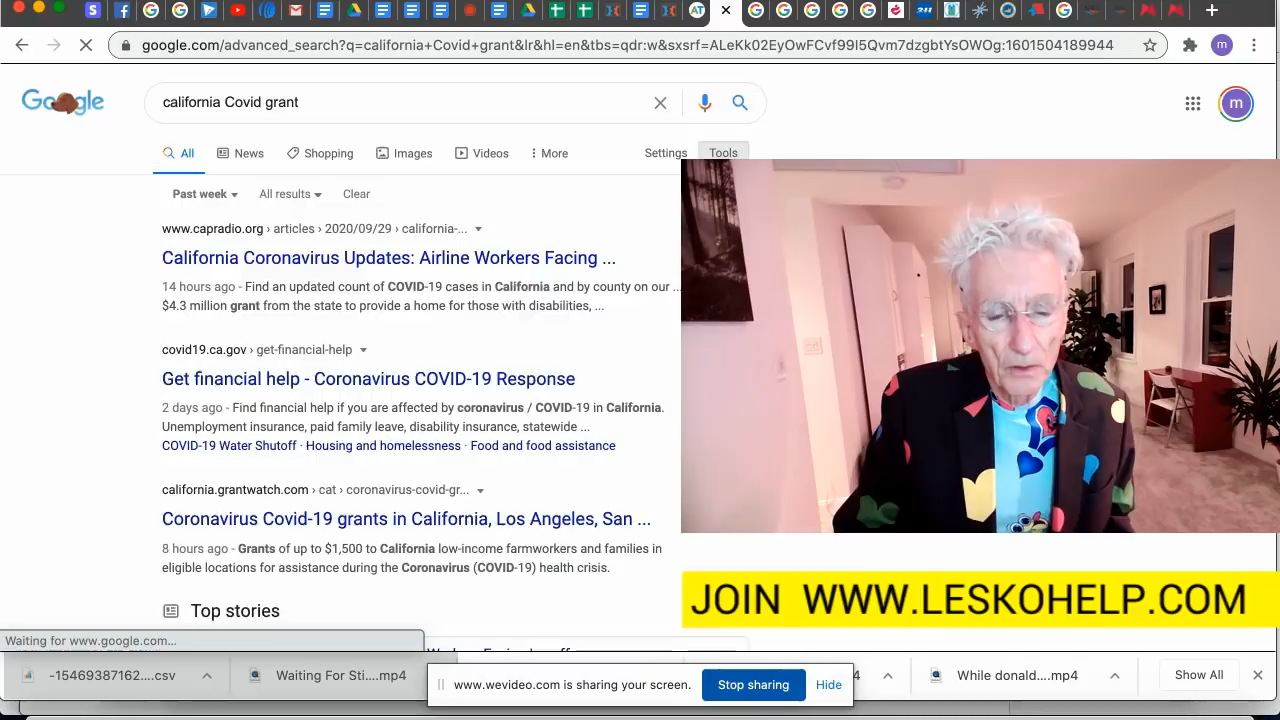 google.com/advanced_search?q=california+Covid+grant&lr&hl=en&tbs=qdr:w&sxsrf=ALeKk02EyOwFCvf99I5Qvm7dzgbtYsOWOg:1601504189944
m
Google
california Covid grant
m
All
News
Shopping
Images
Videos
More
Settings
Tools
Past week
All results
Clear
www.capradio.org › articles › 2020/09/29 › california-...
California Coronavirus Updates: Airline Workers Facing ...
14 hours ago - Find an updated count of COVID-19 cases in California and by county on our ...
$4.3 million grant from the state to provide a home for those with disabilities, ...
covid19.ca.gov › get-financial-help
Get financial help - Coronavirus COVID-19 Response
2 days ago - Find financial help if you are affected by coronavirus / COVID-19 in California.
Unemployment insurance, paid family leave, disability insurance, statewide ...
COVID-19 Water Shutoff · Housing and homelessness · Food and food assistance
california.grantwatch.com › cat › coronavirus-covid-gr...
Coronavirus Covid-19 grants in California, Los Angeles, San ...
8 hours ago - Grants of up to $1,500 to California low-income farmworkers and families in
eligible locations for assistance during the Coronavirus (COVID-19) health crisis.
Top stories
JOIN WWW.LESKOHELP.COM
Waiting for www.google.com...
-15469387162....csv
Waiting For Sti....mp4
www.wevideo.com is sharing your screen.
Stop sharing
Hide
While donald....mp4
Show All